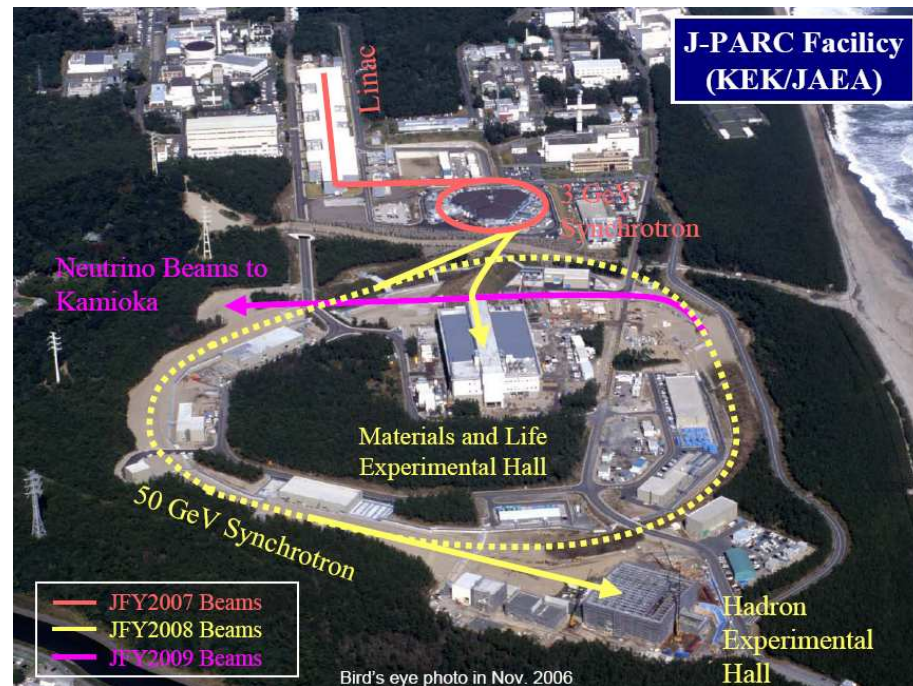 J-PARC Facilicy
(KEK/JAEA)
Linac
3 GeV
Synchrotron
Neutrino Beams to
Kamioka
Materials and Life
Experimental Hall
50 GeV Synchrotron
Hadron
Experimental
Hall
JFY2007 Beams
JFY2008 Beams
JFY2009 Beams
Bird's eye photo in Nov. 2006